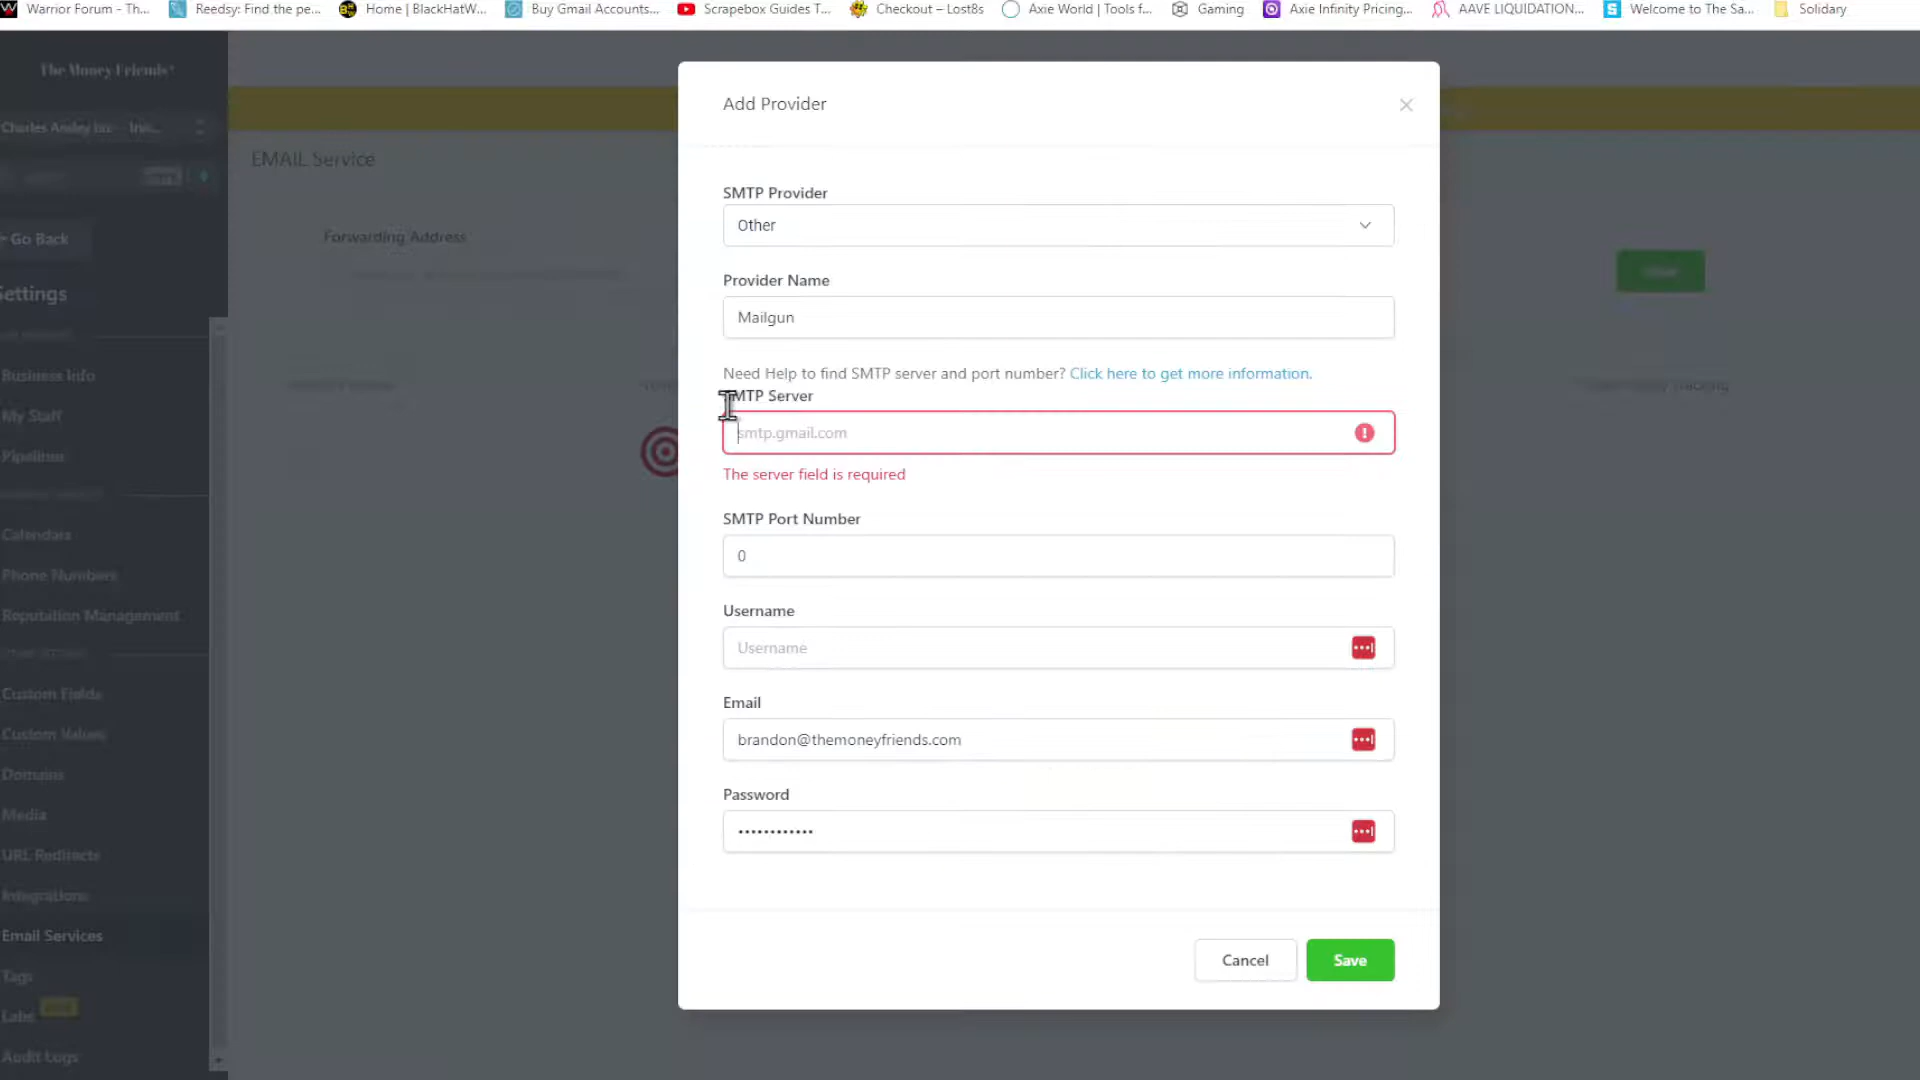 Warrior Forum - Th... Reedsy: Find the pe... Home | BlackHatW... Buy Gmail Accounts... Scrapebox Guides T... Checkout – Lost8s Axie World | Tools f... Gaming Axie Infinity Pricing... AAVE LIQUIDATION... Welcome to The Sa... Solidary
The Money Friends
Add Provider
Charles Ansley
EMAIL Service
SMTP Provider
Other
Go Back
Forwarding Address
Settings
Provider Name
Mailgun
Business Info
Need Help to find SMTP server and port number? Click here to get more information.
SMTP Server
My Staff
smtp.gmail.com
Pipelines
The server field is required
SMTP Port Number
Calendars
0
Phone Numbers
Username
Reputation Management
Username
Custom Fields
Email
Custom Values
brandon@themoneyfriends.com
Domains
Password
Media
••••••••••••
URL Redirects
Integrations
Email Services
Cancel Save
Tags
Labs
Audit Logs